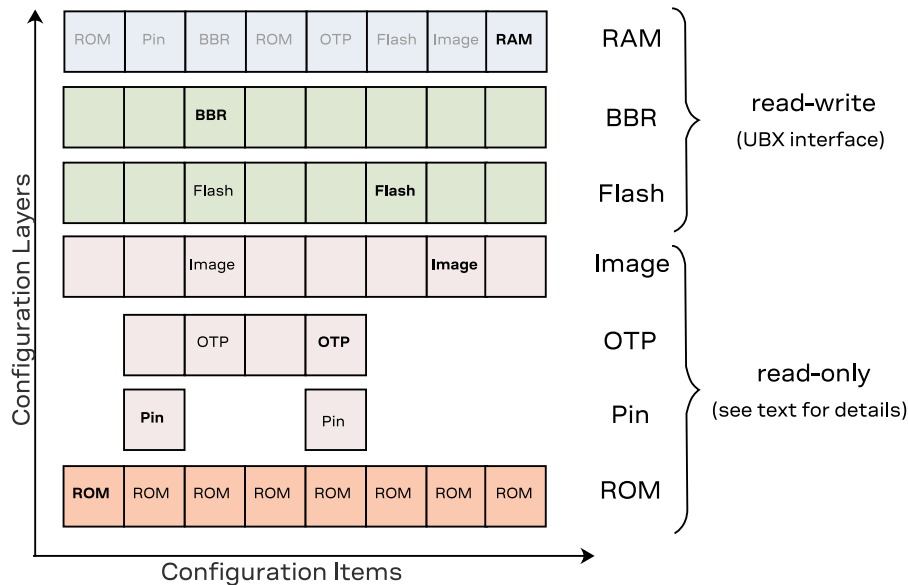 ROM Pin BBR ROM OTP Flash Image RAM RAM
BBR BBR
read-write
(UBX interface)
Flash Flash Flash
Image Image Image
OTP OTP OTP
read-only
(see text for details)
Pin Pin Pin
ROM ROM ROM ROM ROM ROM ROM ROM ROM
Configuration Layers
Configuration Items